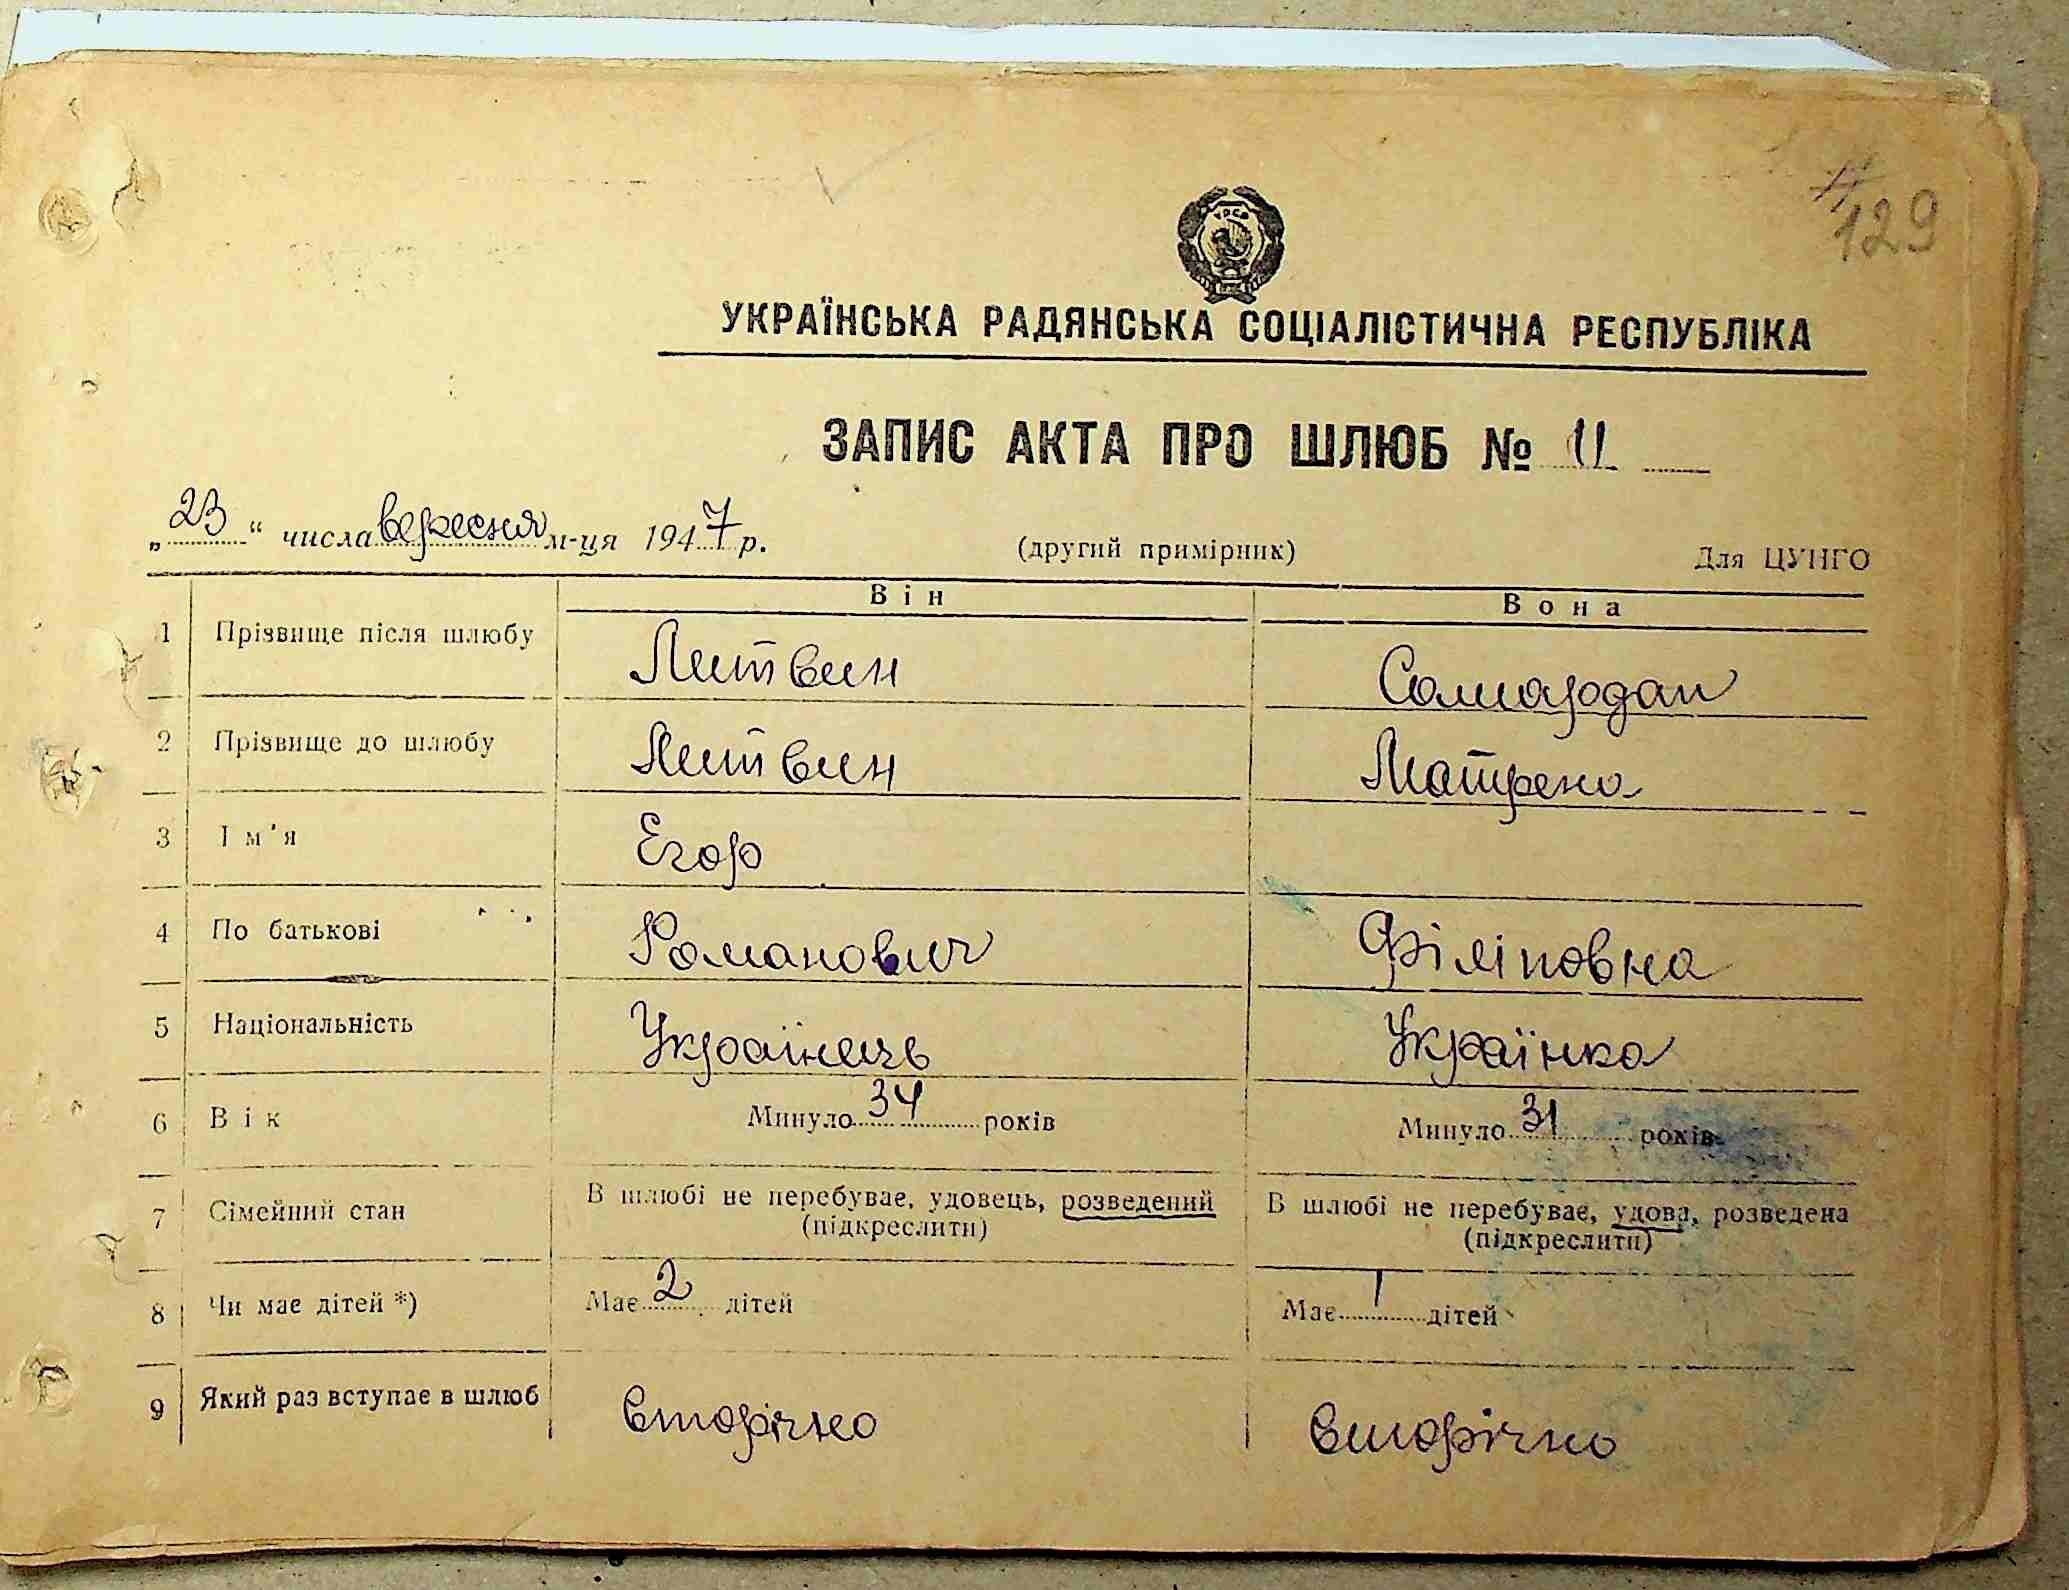 129
УКРАЇНСЬКА РАДЯНСЬКА СОЦІАЛІСТИЧНА РЕСПУБЛІКА
ЗАПИС АКТА ПРО ШЛЮБ № 11
„23“ числа вересня м-ця 1947 р. (другий примірник) Для ЦУНГО
Він Вона
1 Прізвище після шлюбу Литвин
2 Прізвище до шлюбу Литвин Матрена
3 Ім'я Егор
4 По батькові Романович Філіповна
5 Національність Українець Українка
6 Вік Минуло 34 років Минуло 31 років
7 Сімейний стан В шлюбі не перебуває, удовець, розведений В шлюбі не перебуває, удова, розведена
(підкреслити) (підкреслити)
8 Чи має дітей *) Має 2 дітей Має 1 дітей
9 Який раз вступає в шлюб вторічно вторічно